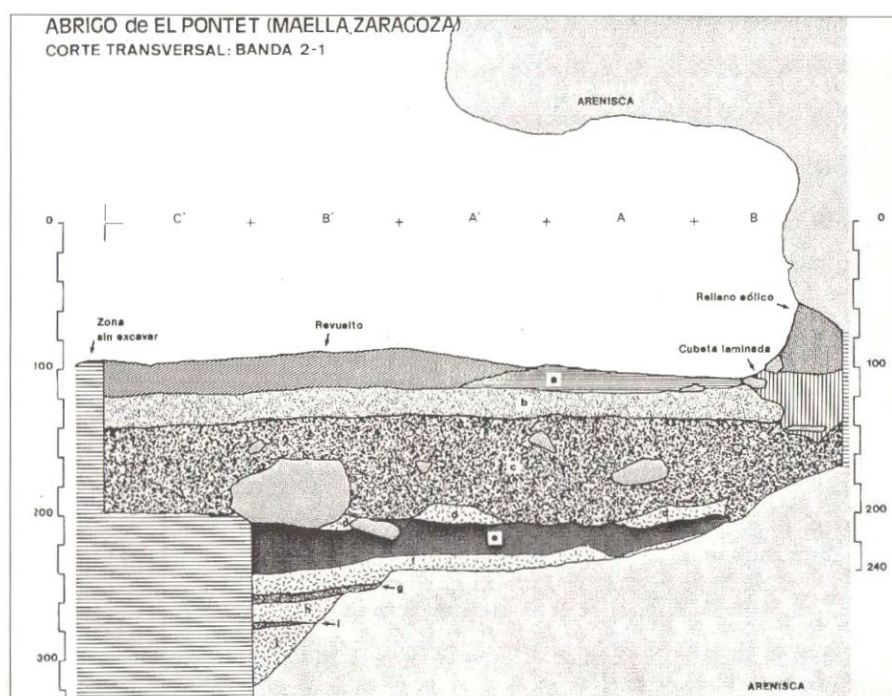 ABRIGO de EL PONTET (MAELLA, ZARAGOZA)
CORTE TRANSVERSAL: BANDA 2-1
ARENISCA
0 C' B' A' A B 0
Relleno eólico
Zona
sin excavar
Revuelto
Cubeta laminada
100 100
b
c
200 d 200
240
f
g
h
i
j
300
ARENISCA